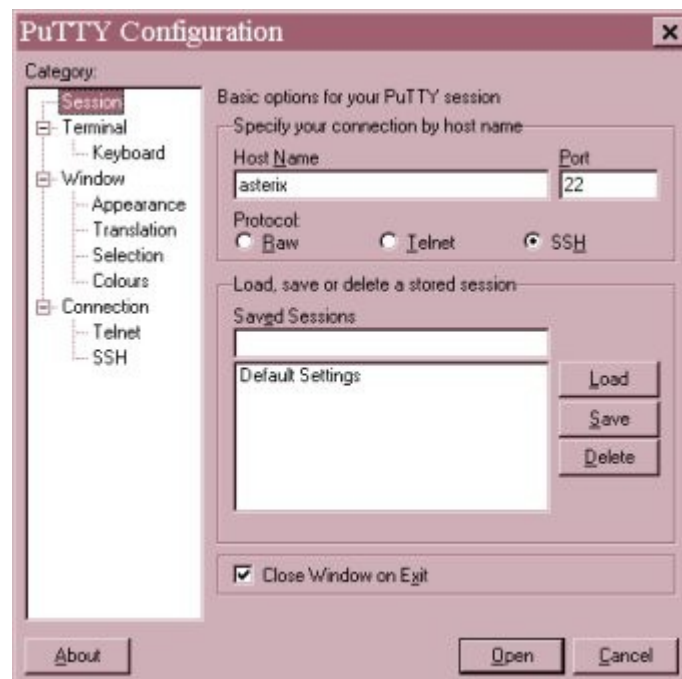 PuTTY Configuration
Category:
Session
Terminal
Keyboard
Window
Appearance
Translation
Selection
Colours
Connection
Telnet
SSH
Basic options for your PuTTY session
Specify your connection by host name
Host Name Port
asterix 22
Protocol:
Raw Telnet SSH
Load, save or delete a stored session
Saved Sessions
Default Settings
Load
Save
Delete
Close Window on Exit
About Open Cancel